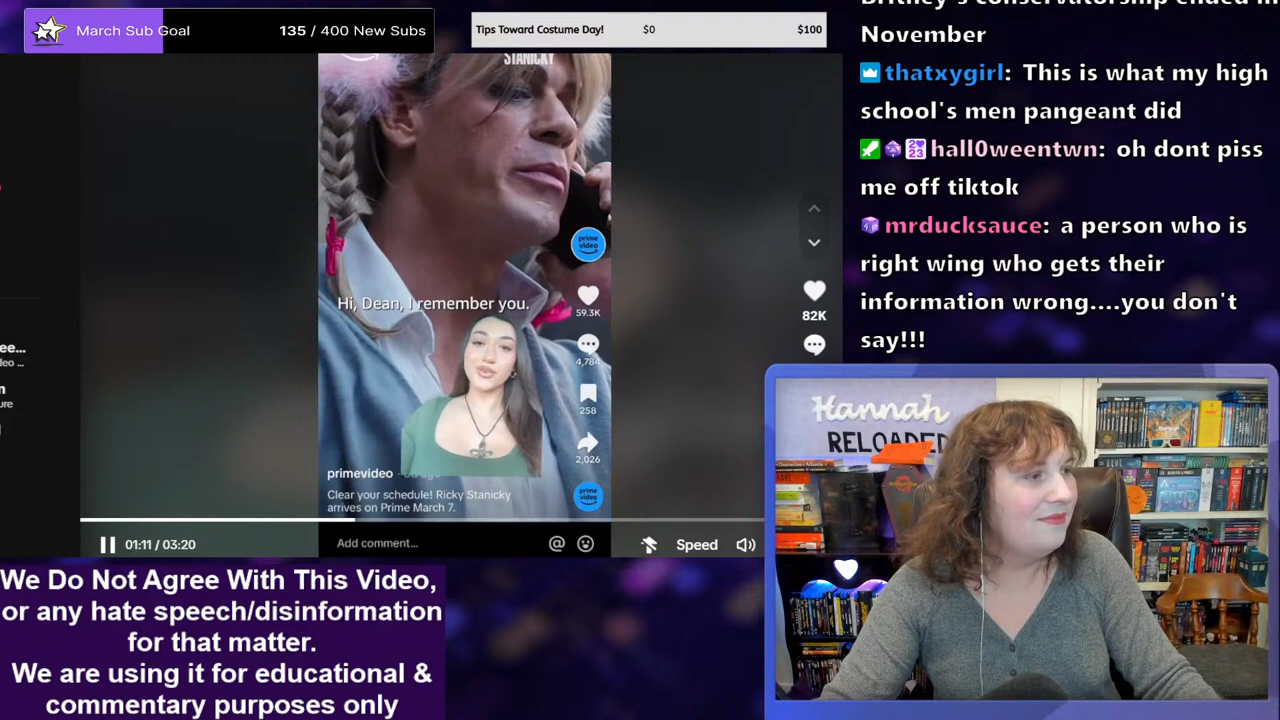 March Sub Goal
135 / 400 New Subs
Tips Toward Costume Day!
$0
$100
STANICKY
prime video
Hi, Dean, I remember you.
59.3K
4,784
258
2,026
primevideo
Clear your schedule! Ricky Stanicky
arrives on Prime March 7.
prime video
Add comment...
82K
01:11 / 03:20
Speed
November
thatxygirl: This is what my high
school's men pangeant did
hall0weentwn: oh dont piss
me off tiktok
mrducksauce: a person who is
right wing who gets their
information wrong....you don't
say!!!
Hannah
RELOADED
We Do Not Agree With This Video,
or any hate speech/disinformation
for that matter.
We are using it for educational &
commentary purposes only